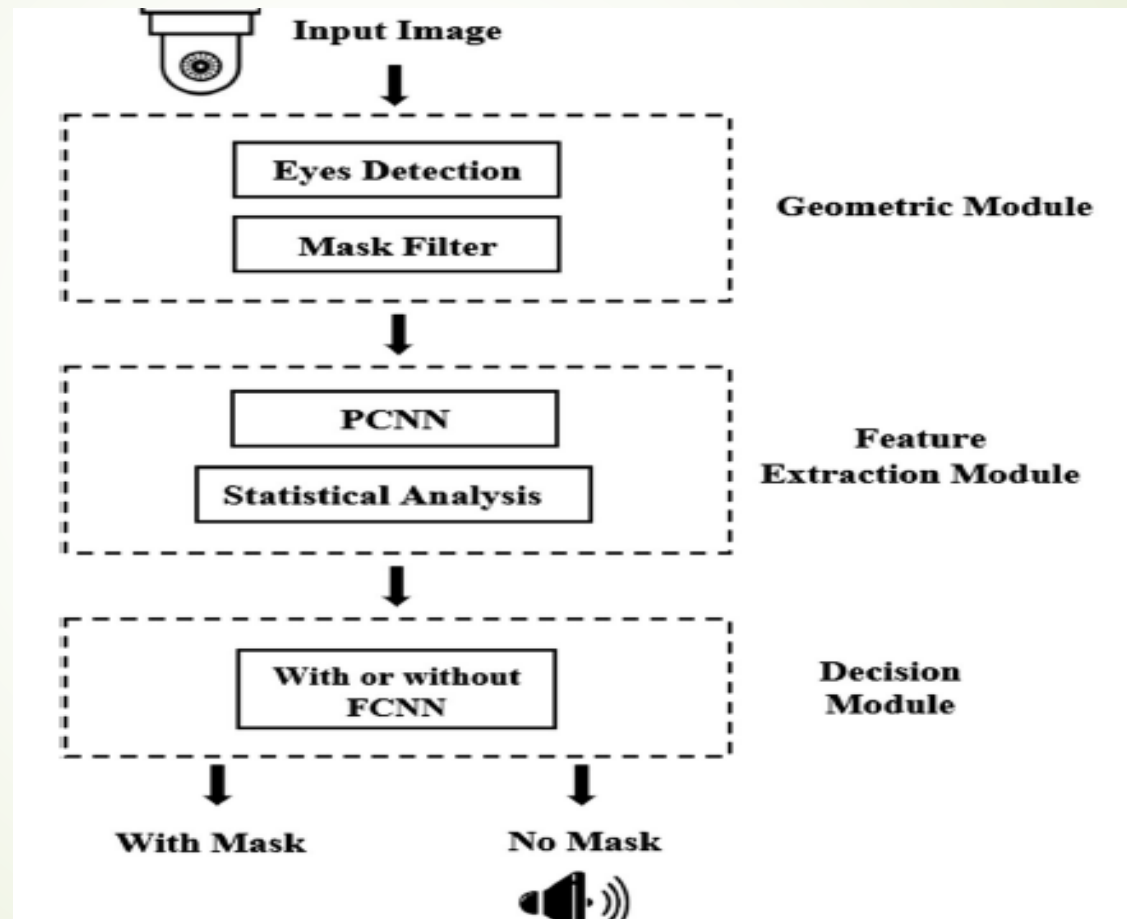 Input Image
Eyes Detection
Mask Filter
Geometric Module
PCNN
Statistical Analysis
Feature
Extraction Module
With or without
FCNN
Decision
Module
With Mask
No Mask